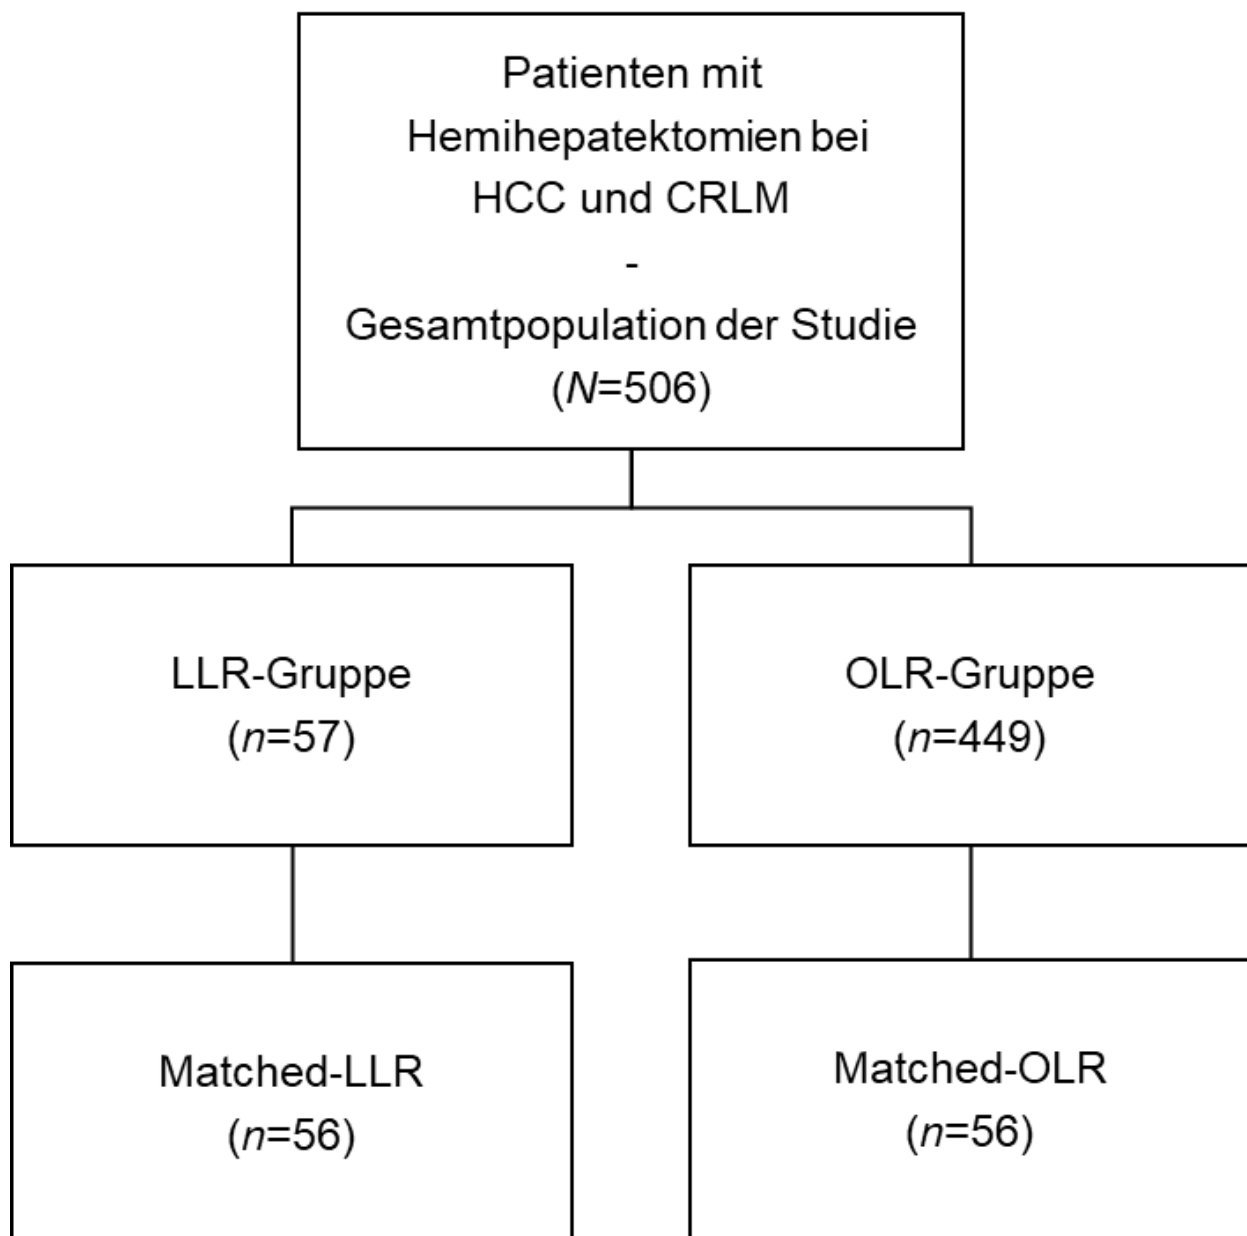 Patienten mit
Hemihepatektomien bei
HCC und CRLM
-
Gesamtpopulation der Studie
(N=506)
LLR-Gruppe
(n=57)
OLR-Gruppe
(n=449)
Matched-LLR
(n=56)
Matched-OLR
(n=56)